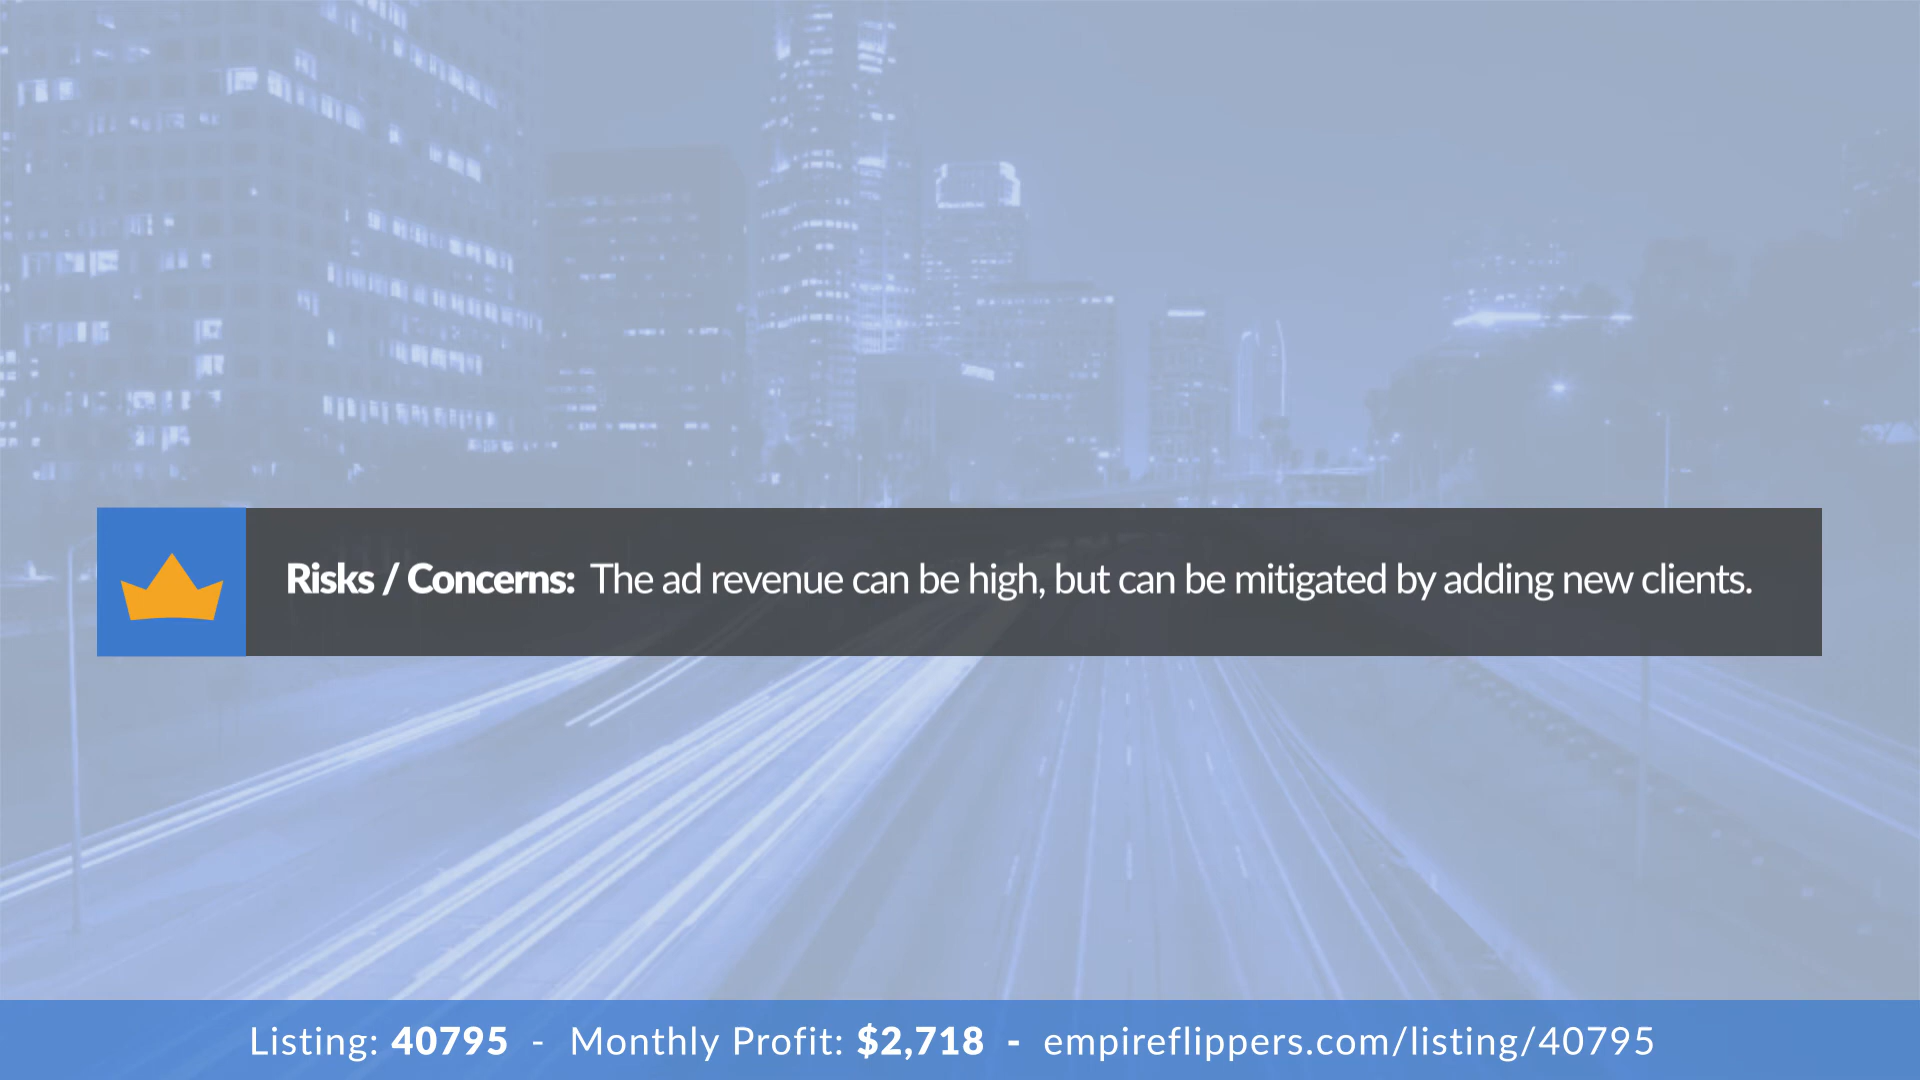 Risks / Concerns: The ad revenue can be high, but can be mitigated by adding new clients.
Listing: 40795 - Monthly Profit: $2,718 - empireflippers.com/listing/40795